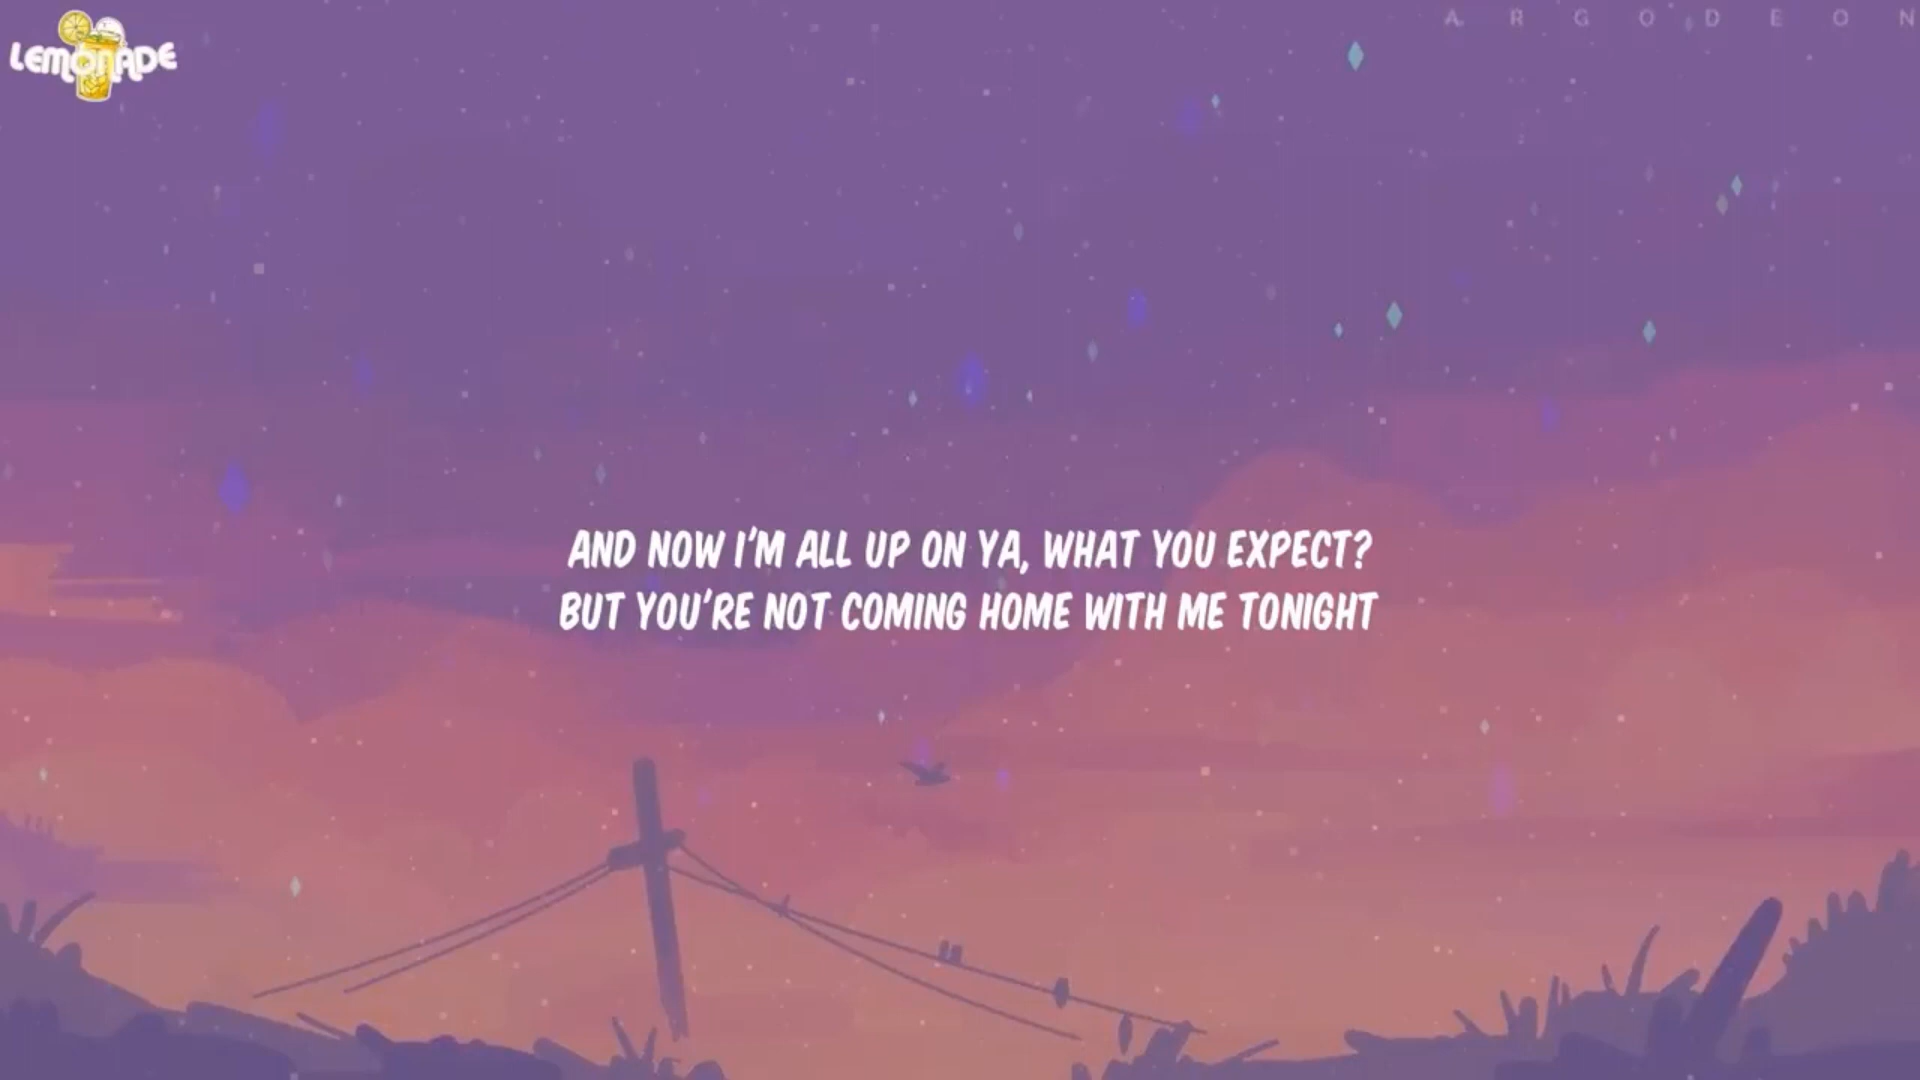 LEMONADE
ARGODEON
AND NOW I'M ALL UP ON YA, WHAT YOU EXPECT?
BUT YOU'RE NOT COMING HOME WITH ME TONIGHT